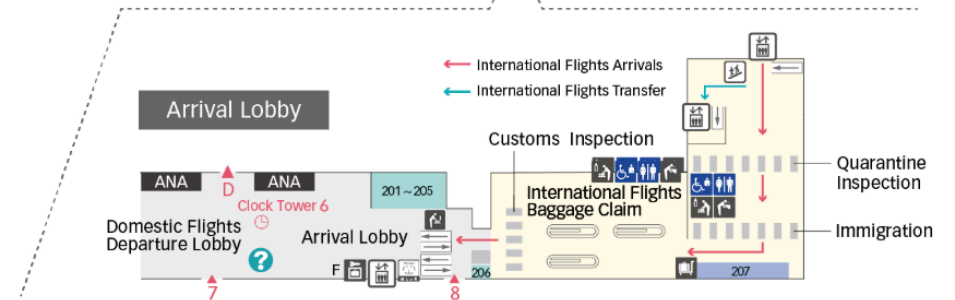 International Flights Arrivals
International Flights Transfer
Arrival Lobby
Customs Inspection
Quarantine
Inspection
ANA
ANA
D
201~205
Clock Tower 6
International Flights
Baggage Claim
Domestic Flights
Departure Lobby
Arrival Lobby
Immigration
?
F
206
207
7
8